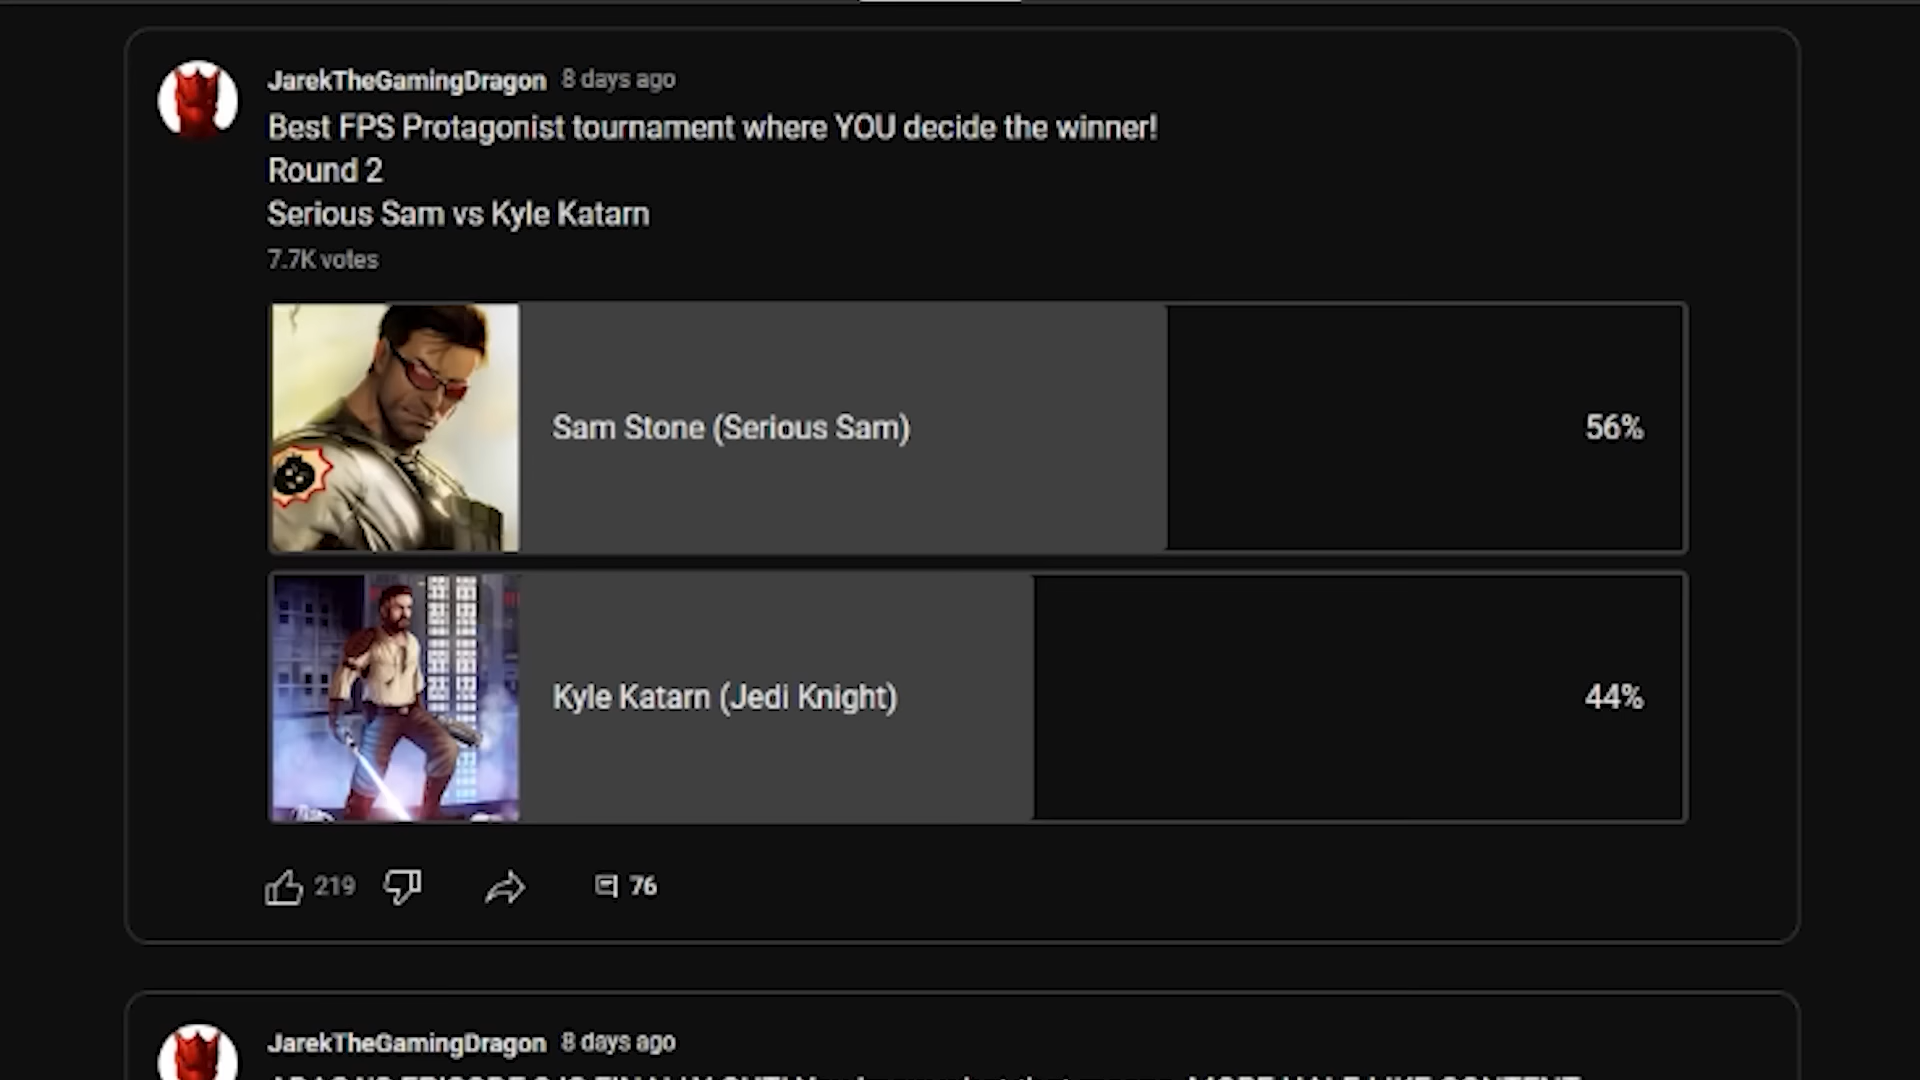 JarekTheGamingDragon 8 days ago
Best FPS Protagonist tournament where YOU decide the winner!
Round 2
Serious Sam vs Kyle Katarn
7.7K votes
Sam Stone (Serious Sam) 56%
Kyle Katarn (Jedi Knight) 44%
219 76
JarekTheGamingDragon 8 days ago